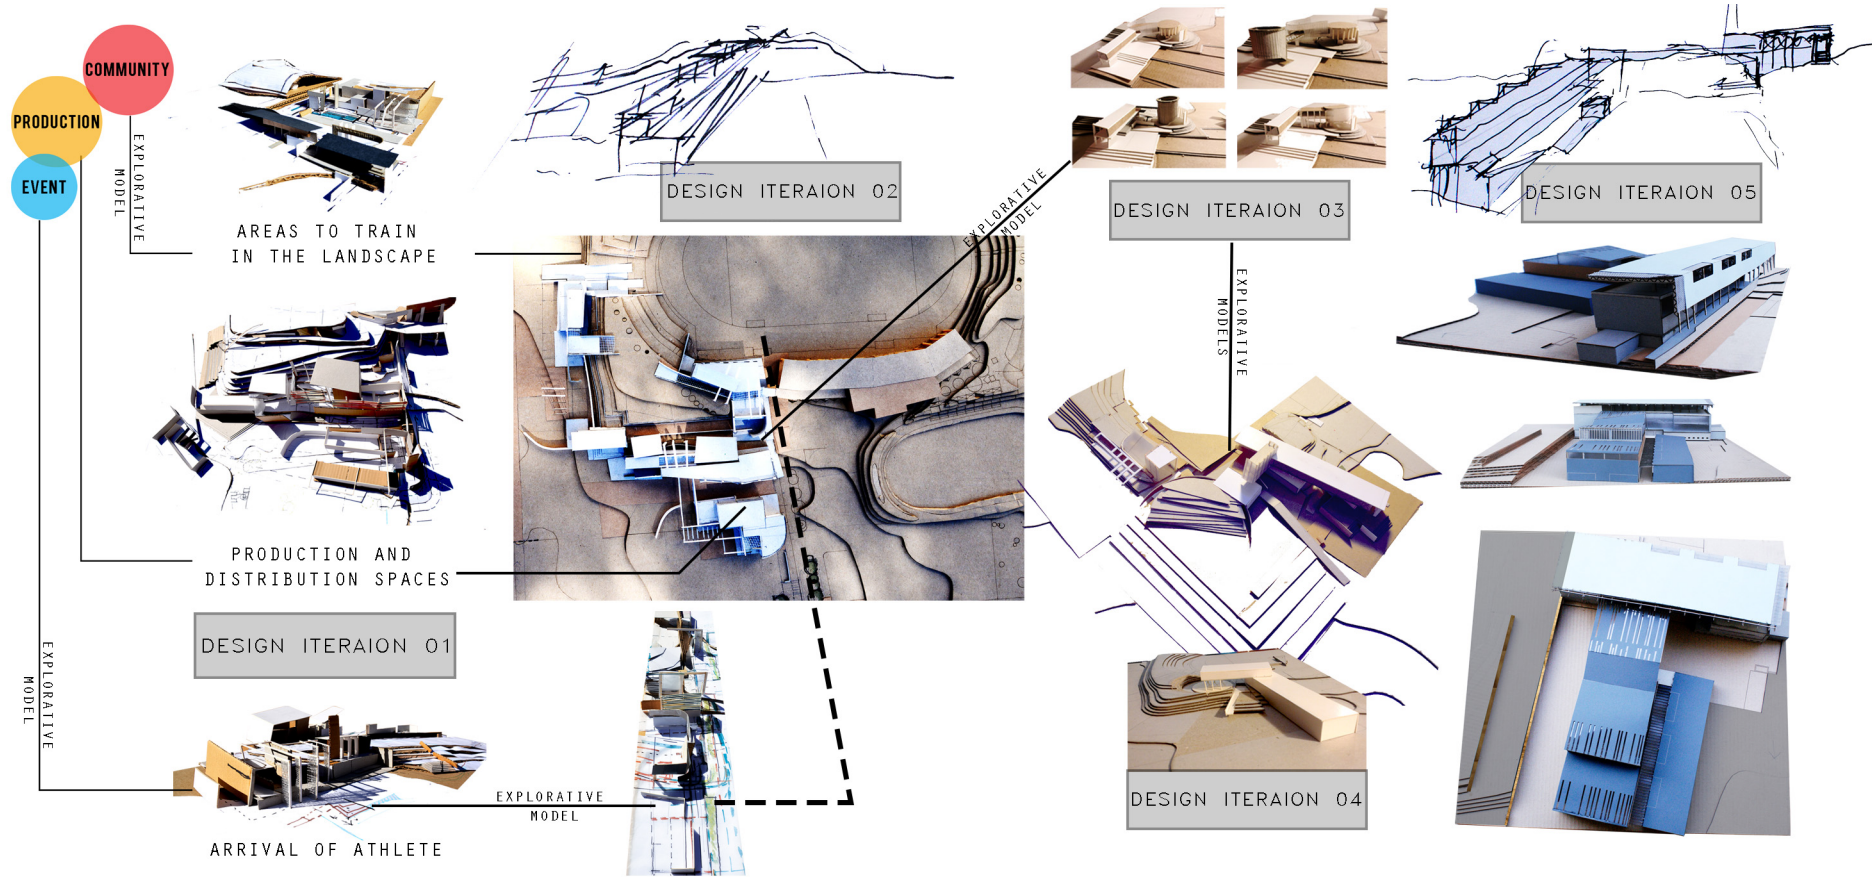 COMMUNITY
PRODUCTION
EVENT
EXPLORATIVE
MODEL
AREAS TO TRAIN
IN THE LANDSCAPE
PRODUCTION AND
DISTRIBUTION SPACES
DESIGN ITERAION 01
EXPLORATIVE
MODEL
ARRIVAL OF ATHLETE
EXPLORATIVE
MODEL
DESIGN ITERAION 02
EXPLORATIVE
MODEL
DESIGN ITERAION 03
EXPLORATIVE
MODELS
DESIGN ITERAION 04
DESIGN ITERAION 05